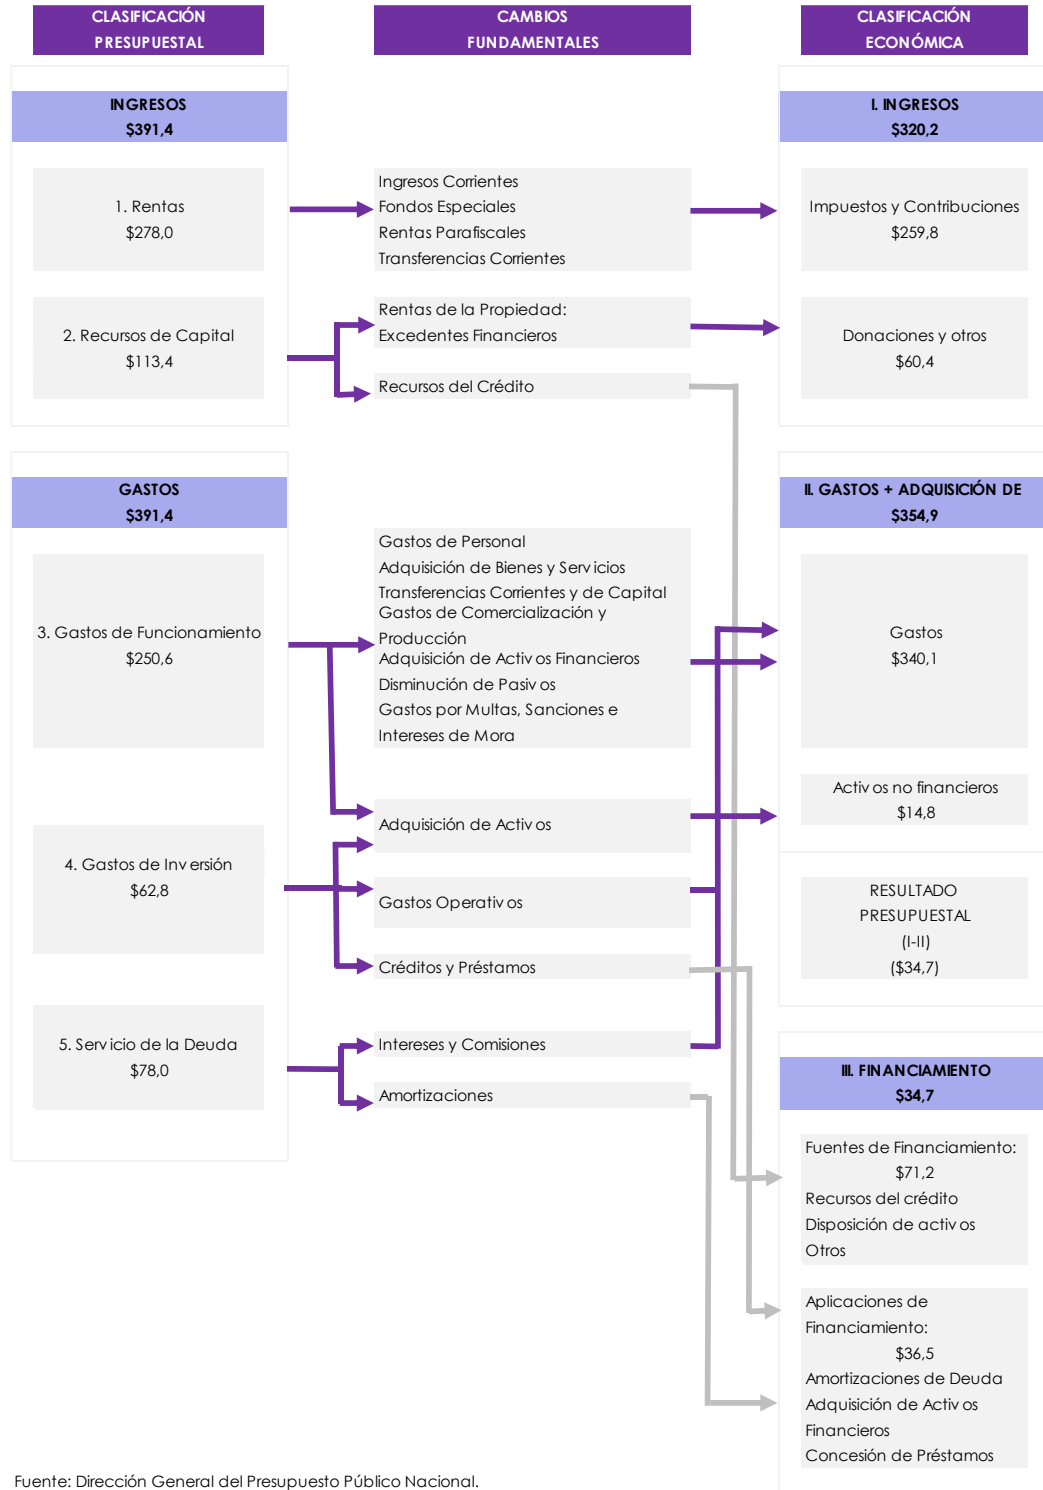 CLASIFICACIÓN
PRESUPUESTAL
CAMBIOS
FUNDAMENTALES
CLASIFICACIÓN
ECONÓMICA
INGRESOS
$391,4
I. INGRESOS
$320,2
1. Rentas
$278,0
Ingresos Corrientes
Fondos Especiales
Rentas Parafiscales
Transferencias Corrientes
Impuestos y Contribuciones
$259,8
2. Recursos de Capital
$113,4
Rentas de la Propiedad:
Excedentes Financieros
Recursos del Crédito
Donaciones y otros
$60,4
GASTOS
$391,4
II. GASTOS + ADQUISICIÓN DE
$354,9
3. Gastos de Funcionamiento
$250,6
Gastos de Personal
Adquisición de Bienes y Servicios
Transferencias Corrientes y de Capital
Gastos de Comercialización y
Producción
Adquisición de Activos Financieros
Disminución de Pasivos
Gastos por Multas, Sanciones e
Intereses de Mora
Gastos
$340,1
Adquisición de Activos
Activos no financieros
$14,8
4. Gastos de Inversión
$62,8
Gastos Operativos
Créditos y Préstamos
RESULTADO
PRESUPUESTAL
(I-II)
($34,7)
5. Servicio de la Deuda
$78,0
Intereses y Comisiones
Amortizaciones
III. FINANCIAMIENTO
$34,7
Fuentes de Financiamiento:
$71,2
Recursos del crédito
Disposición de activos
Otros
Aplicaciones de
Financiamiento:
$36,5
Amortizaciones de Deuda
Adquisición de Activos
Financieros
Concesión de Préstamos
Fuente: Dirección General del Presupuesto Público Nacional.